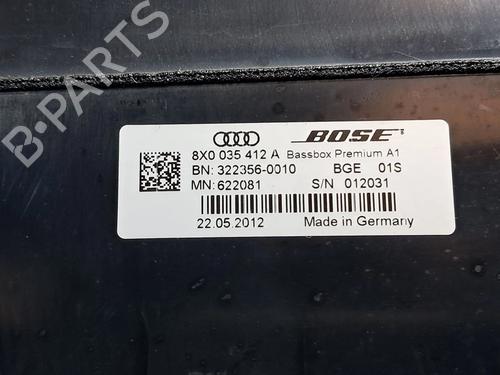 B-PARTS
BOSE
8X0 035 412 A Bassbox Premium A1
BN: 322356-0010 BGE 01S
MN: 622081 S/N 012031
22.05.2012 Made in Germany